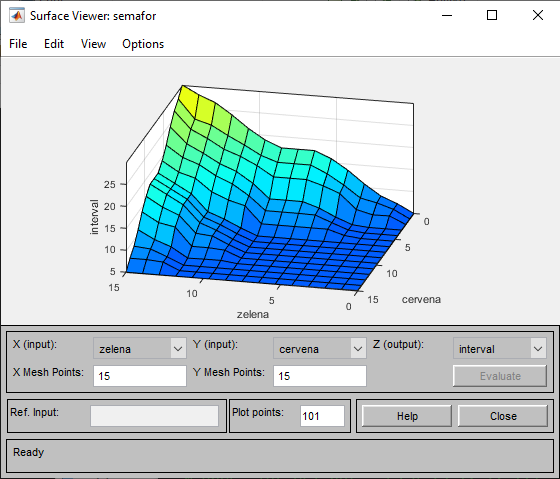 Surface Viewer: semafor
File Edit View Options
25
20
15
10
5
interval
15
10
5
0
zelena
0
5
10
15
cervena
X (input): zelena Y (input): cervena Z (output): interval
X Mesh Points: 15 Y Mesh Points: 15 Evaluate
Ref. Input: Plot points: 101 Help Close
Ready